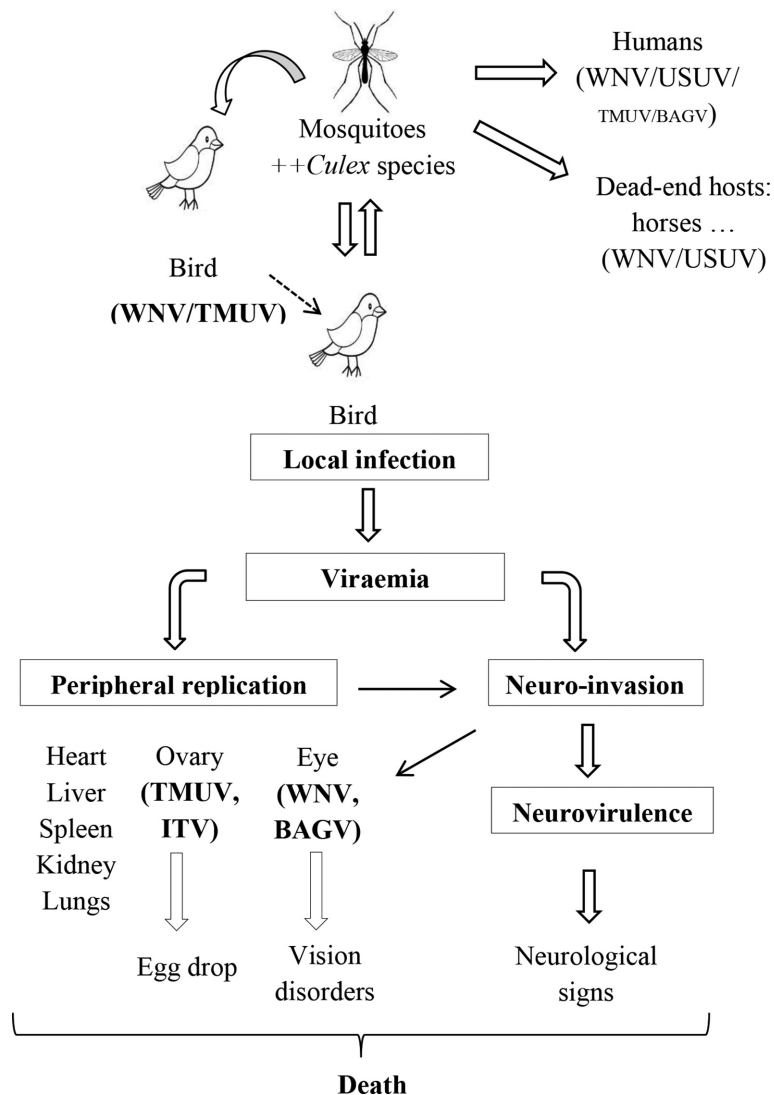 Humans
(WNV/USUV/
TMUV/BAGV)
Mosquitoes
++Culex species
Dead-end hosts:
horses …
(WNV/USUV)
Bird
(WNV/TMUV)
Bird
Local infection
Viraemia
Peripheral replication
Neuro-invasion
Heart
Liver
Spleen
Kidney
Lungs
Ovary
(TMUV,
ITV)
Eye
(WNV,
BAGV)
Neurovirulence
Egg drop
Vision
disorders
Neurological
signs
Death